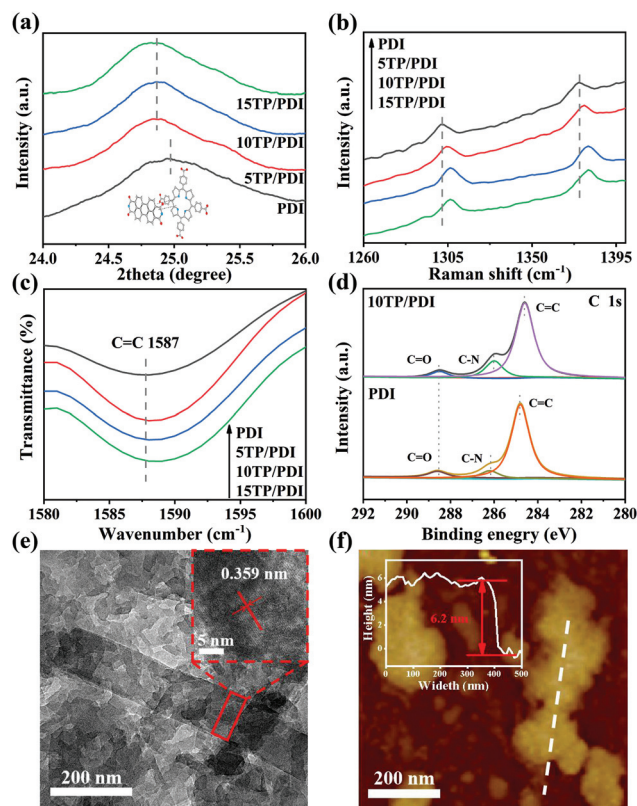 (a)
Intensity (a.u.)
15TP/PDI
10TP/PDI
5TP/PDI
PDI
24.0 24.5 25.0 25.5 26.0
2theta (degree)
(b)
Intensity (a.u.)
PDI
5TP/PDI
10TP/PDI
15TP/PDI
1260 1305 1350 1395
Raman shift (cm-1)
(c)
Transmittance (%)
C=C 1587
PDI
5TP/PDI
10TP/PDI
15TP/PDI
1580 1585 1590 1595 1600
Wavenumber (cm-1)
(d)
Intensity (a.u.)
10TP/PDI
C 1s
C=C
C=O
C-N
PDI
C=C
C=O
C-N
292 290 288 286 284 282 280
Binding enegry (eV)
(e)
0.359 nm
5 nm
200 nm
(f)
Height (nm)
6
4
2
0
6.2 nm
0 100 200 300 400 500
Wideth (nm)
200 nm